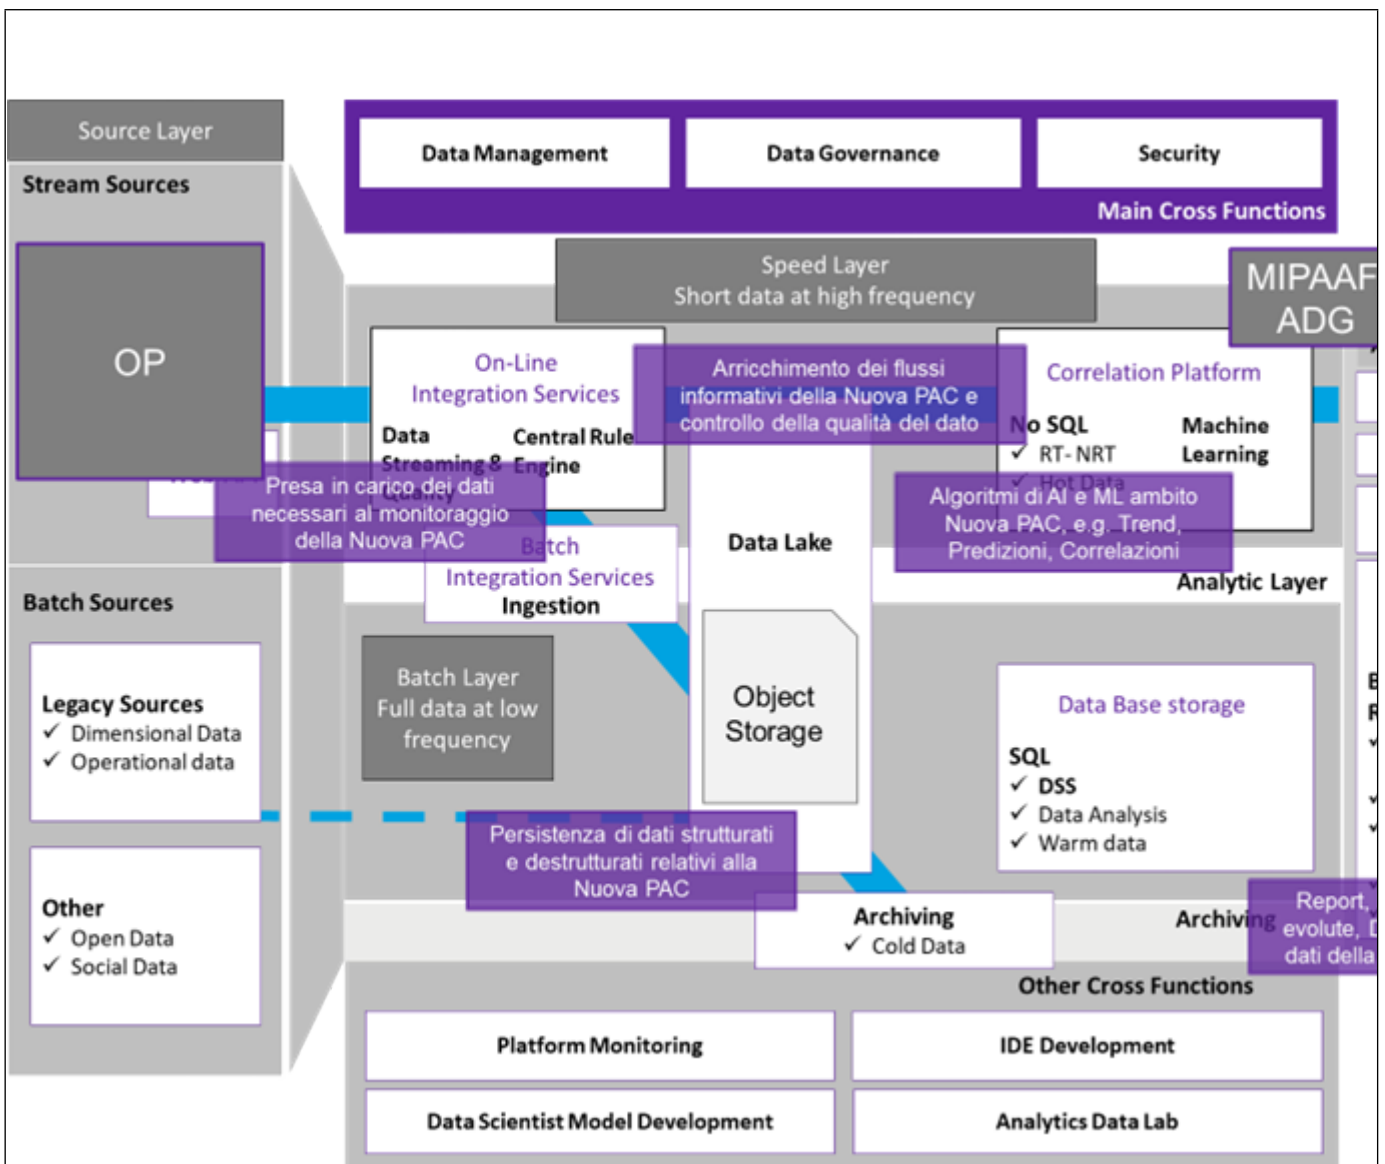 Source Layer
Stream Sources
OP
Data Management
Data Governance
Security
Main Cross Functions
Speed Layer
Short data at high frequency
MIPAAF
ADG
On-Line
Integration Services
Data
Streaming &
Quality
Central Rule
Engine
Arricchimento dei flussi
informativi della Nuova PAC e
controllo della qualità del dato
Correlation Platform
No SQL
✓ RT- NRT
✓ Hot Data
Machine
Learning
Presa in carico dei dati
necessari al monitoraggio
della Nuova PAC
Algoritmi di AI e ML ambito
Nuova PAC, e.g. Trend,
Predizioni, Correlazioni
Batch
Integration Services
Ingestion
Data Lake
Analytic Layer
Batch Sources
Legacy Sources
✓ Dimensional Data
✓ Operational data
Batch Layer
Full data at low
frequency
Object
Storage
Data Base storage
SQL
✓ DSS
✓ Data Analysis
✓ Warm data
Persistenza di dati strutturati
e destrutturati relativi alla
Nuova PAC
Other
✓ Open Data
✓ Social Data
Archiving
✓ Cold Data
Archiving
Report,
evolute,
dati della
Other Cross Functions
Platform Monitoring
IDE Development
Data Scientist Model Development
Analytics Data Lab